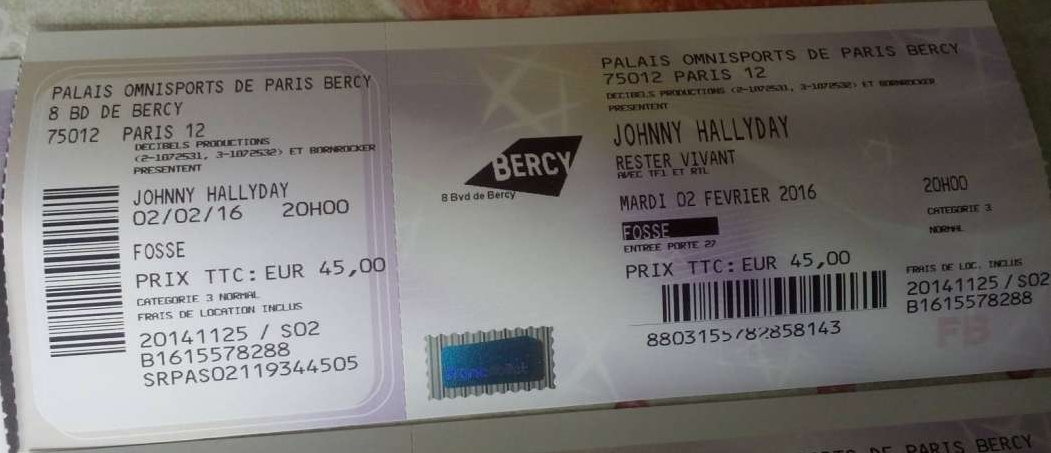 PALAIS OMNISPORTS DE PARIS BERCY
8 BD DE BERCY
75012 PARIS 12
DECIBELS PRODUCTIONS
(2-1072531, 3-1072532) ET BORNROCKER
PRESENTENT
JOHNNY HALLYDAY
02/02/16 20H00
FOSSE
PRIX TTC: EUR 45,00
CATEGORIE 3 NORMAL
FRAIS DE LOCATION INCLUS
20141125 / S02
B1615578288
SRPAS02119344505
BERCY
8 Bvd de Bercy
PALAIS OMNISPORTS DE PARIS BERCY
75012 PARIS 12
DECIBELS PRODUCTIONS (2-1072531, 3-1072532) ET BORNROCKER
PRESENTENT
JOHNNY HALLYDAY
RESTER VIVANT
AVEC TF1 ET RTL
MARDI 02 FEVRIER 2016 20H00
FOSSE CATEGORIE 3
ENTREE PORTE 27 NORMAL
PRIX TTC: EUR 45,00
FRAIS DE LOC. INCLUS
20141125 / S02
B1615578288
FB
DE PARIS BERCY